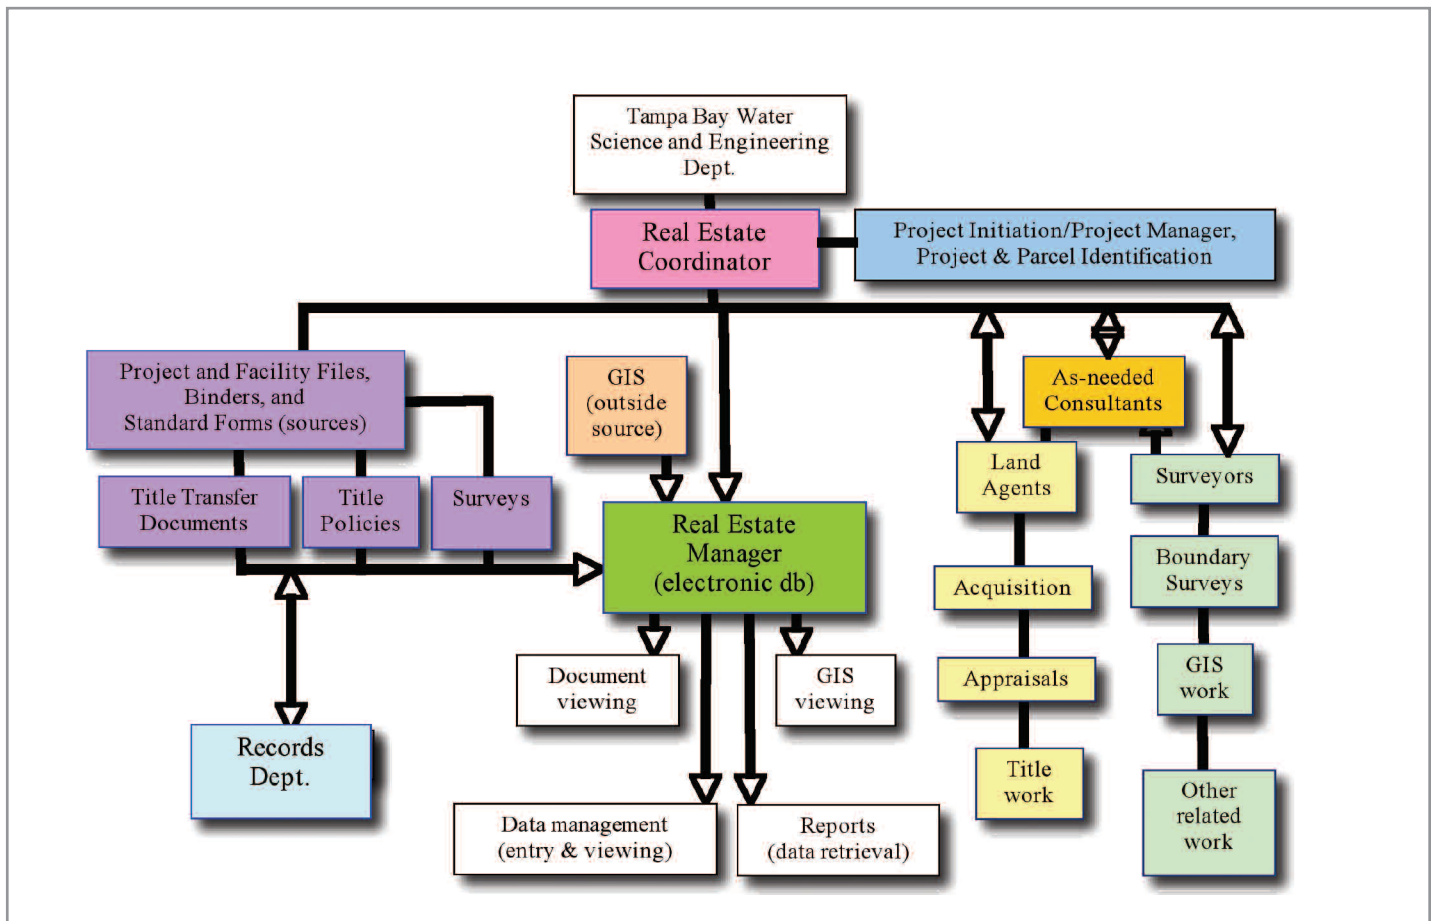 Tampa Bay Water
Science and Engineering
Dept.
Real Estate
Coordinator
Project Initiation/Project Manager,
Project & Parcel Identification
Project and Facility Files,
Binders, and
Standard Forms (sources)
GIS
(outside
source)
As-needed
Consultants
Title Transfer
Documents
Title
Policies
Surveys
Land
Agents
Surveyors
Real Estate
Manager
(electronic db)
Boundary
Surveys
Acquisition
Document
viewing
GIS
viewing
Appraisals
GIS
work
Records
Dept.
Title
work
Data management
(entry & viewing)
Reports
(data retrieval)
Other
related
work